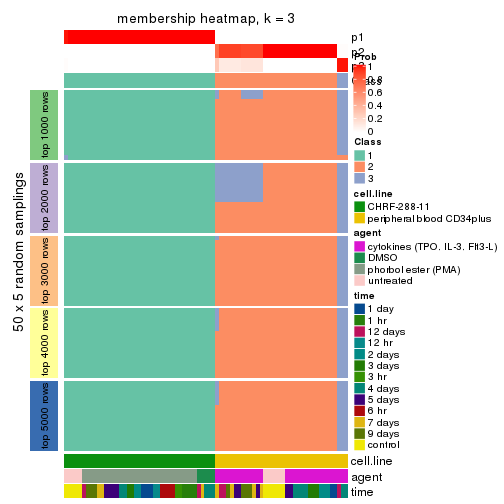 membership heatmap, k = 3
p1
p2
p3
Class
50 x 5 random samplings
top 1000 rows
top 2000 rows
top 3000 rows
top 4000 rows
top 5000 rows
cell.line
agent
time
Prob
1
0.8
0.6
0.4
0.2
0
Class
1
2
3
cell.line
CHRF-288-11
peripheral blood CD34plus
agent
cytokines (TPO, IL-3, Flt3-L)
DMSO
phorbol ester (PMA)
untreated
time
1 day
1 hr
12 days
12 hr
2 days
3 days
3 hr
4 days
5 days
6 hr
7 days
9 days
control